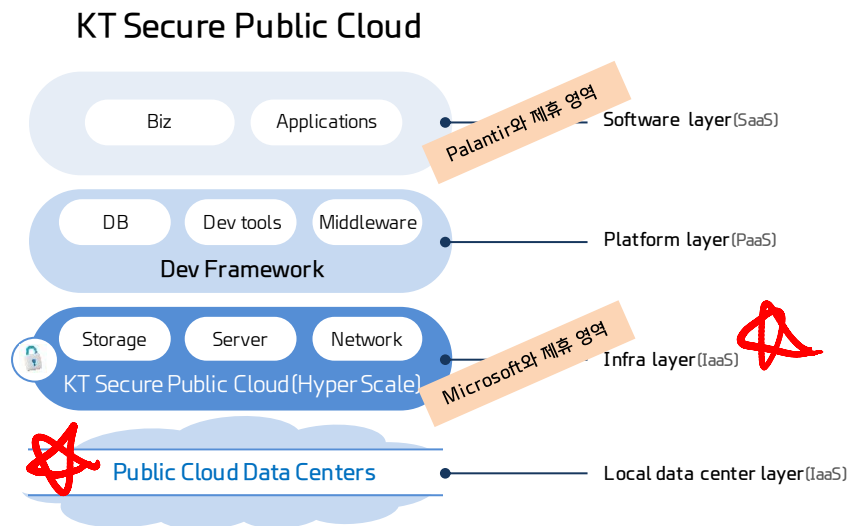 KT Secure Public Cloud
Biz
Applications
Palantir와 제휴 영역
Software layer(SaaS)
DB
Dev tools
Middleware
Dev Framework
Platform layer(PaaS)
Storage
Server
Network
KT Secure Public Cloud(Hyper Scale)
Microsoft와 제휴 영역
Infra layer(IaaS)
Public Cloud Data Centers
Local data center layer(IaaS)